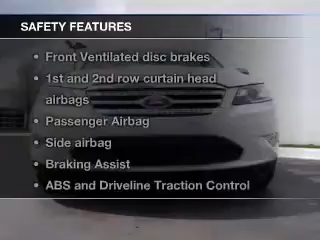 SAFETY FEATURES
• Front Ventilated disc brakes
• 1st and 2nd row curtain head
airbags
• Passenger Airbag
• Side airbag
• Braking Assist
• ABS and Driveline Traction Control